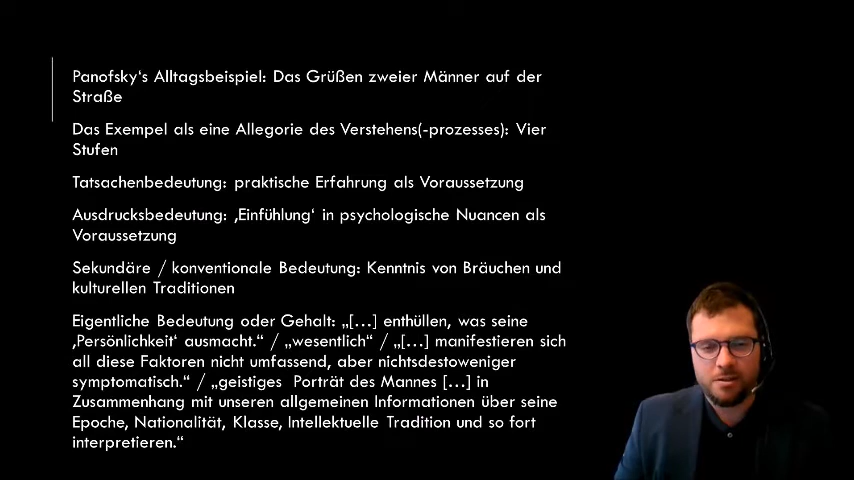 Panofsky‘s Alltagsbeispiel: Das Grüßen zweier Männer auf der
Straße
Das Exempel als eine Allegorie des Verstehens(-prozesses): Vier
Stufen
Tatsachenbedeutung: praktische Erfahrung als Voraussetzung
Ausdrucksbedeutung: ‚Einfühlung‘ in psychologische Nuancen als
Voraussetzung
Sekundäre / konventionale Bedeutung: Kenntnis von Bräuchen und
kulturellen Traditionen
Eigentliche Bedeutung oder Gehalt: „[…] enthüllen, was seine
‚Persönlichkeit‘ ausmacht.“ / „wesentlich“ / „[…] manifestieren sich
all diese Faktoren nicht umfassend, aber nichtsdestoweniger
symptomatisch.“ / „geistiges Porträt des Mannes […] in
Zusammenhang mit unseren allgemeinen Informationen über seine
Epoche, Nationalität, Klasse, Intellektuelle Tradition und so fort
interpretieren.“